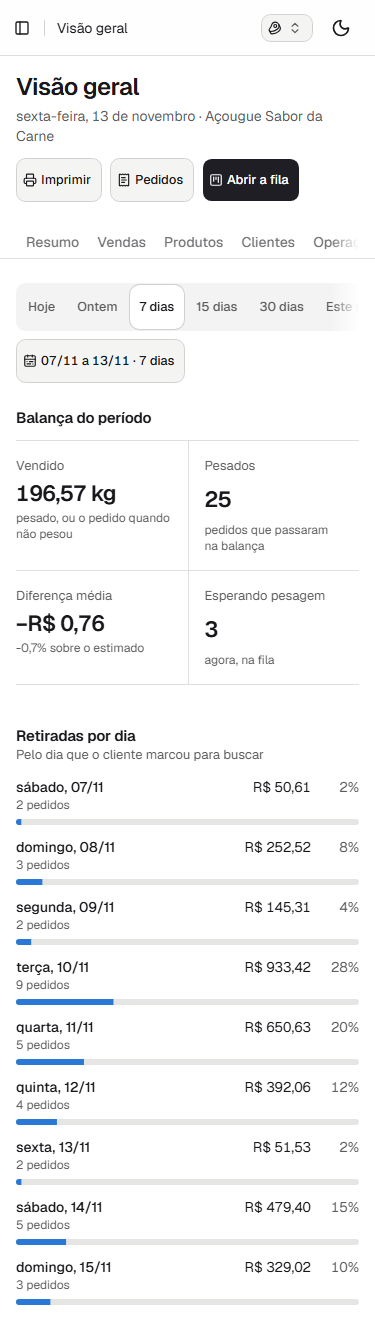 Visão geral
Visão geral
sexta-feira, 13 de novembro · Açougue Sabor da
Carne
Imprimir
Pedidos
Abrir a fila
Resumo
Vendas
Produtos
Clientes
Hoje
Ontem
7 dias
15 dias
30 dias
Este
07/11 a 13/11 · 7 dias
Balança do período
Vendido
196,57 kg
pesado, ou o pedido quando
não pesou
Pesados
25
pedidos que passaram
na balança
Diferença média
−R$ 0,76
-0,7% sobre o estimado
Esperando pesagem
3
agora, na fila
Retiradas por dia
Pelo dia que o cliente marcou para buscar
sábado, 07/11 R$ 50,61 2%
2 pedidos
domingo, 08/11 R$ 252,52 8%
3 pedidos
segunda, 09/11 R$ 145,31 4%
2 pedidos
terça, 10/11 R$ 933,42 28%
9 pedidos
quarta, 11/11 R$ 650,63 20%
5 pedidos
quinta, 12/11 R$ 392,06 12%
4 pedidos
sexta, 13/11 R$ 51,53 2%
2 pedidos
sábado, 14/11 R$ 479,40 15%
5 pedidos
domingo, 15/11 R$ 329,02 10%
3 pedidos